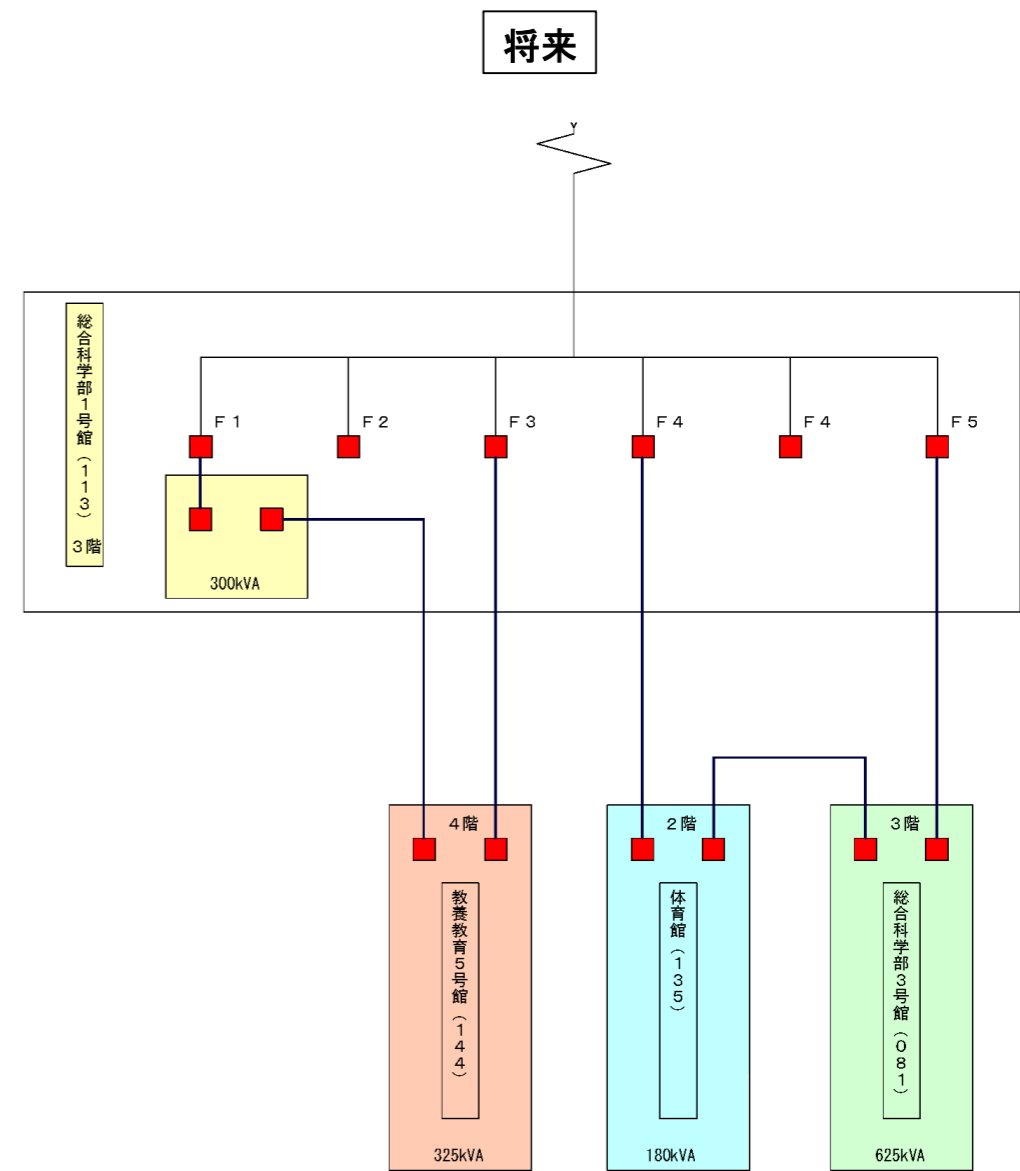 将来
総合科学部1号館（113）
3階
F1
F2
F3
F4
F4
F5
300kVA
4階
教養教育5号館（144）
325kVA
2階
体育館（135）
180kVA
3階
総合科学部3号館（081）
625kVA